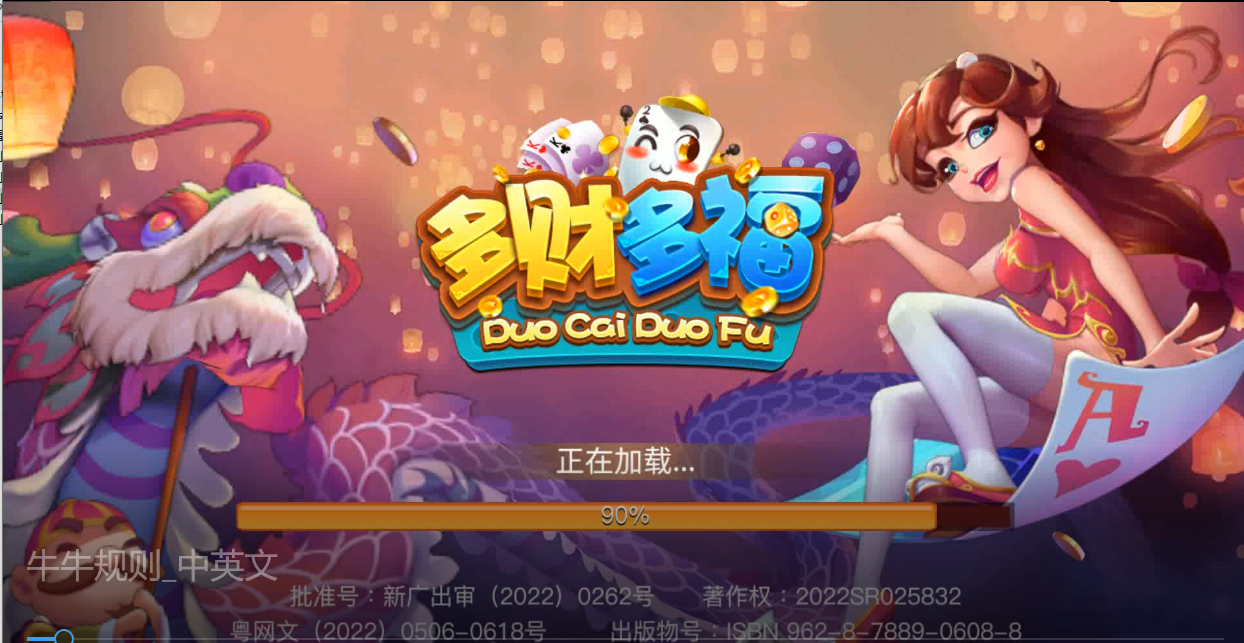 多财多福
Duo Cai Duo Fu
正在加载...
90%
牛牛规则_中英文
批准号：新广出审（2022）0262号 著作权：2022SR025832
粤网文（2022）0506-0618号 出版物号：ISBN 962-8-7889-0608-8
K
K
2
A